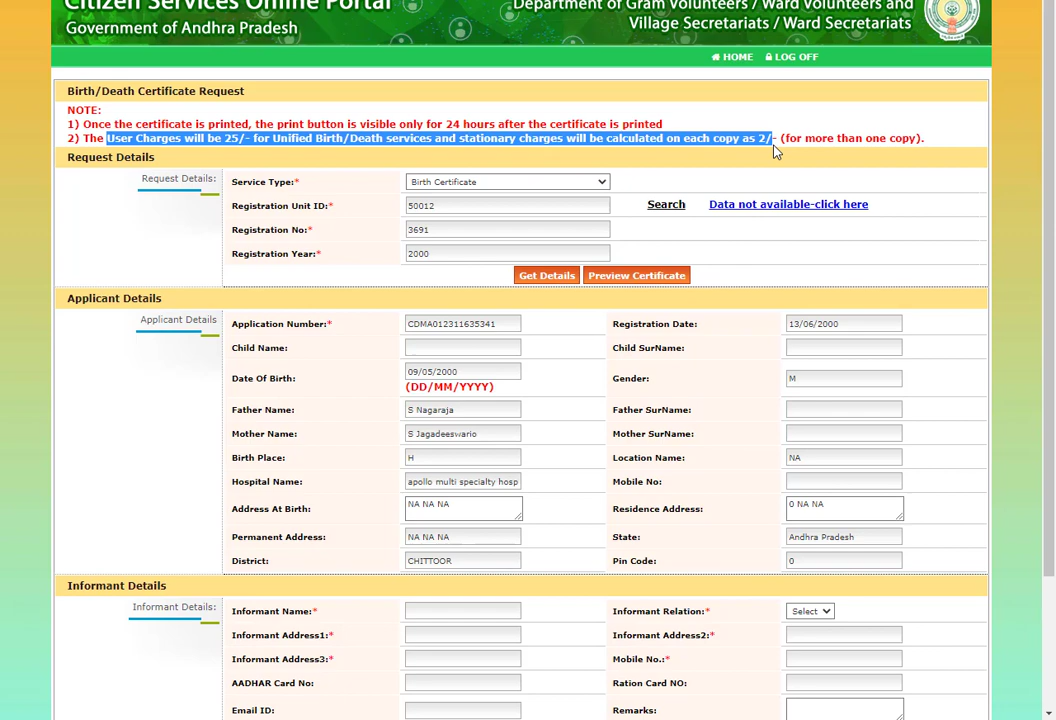 Citizen Services Online Portal
Government of Andhra Pradesh
Department of Gram Volunteers / Ward Volunteers and
Village Secretariats / Ward Secretariats
HOME LOG OFF
Birth/Death Certificate Request
NOTE:
1) Once the certificate is printed, the print button is visible only for 24 hours after the certificate is printed
2) The User Charges will be 25/- for Unified Birth/Death services and stationary charges will be calculated on each copy as 2/- (for more than one copy).
Request Details
Request Details:
Service Type:* Birth Certificate
Registration Unit ID:* 50012 Search Data not available-click here
Registration No:* 3691
Registration Year:* 2000
Get Details Preview Certificate
Applicant Details
Applicant Details
Application Number:* CDMA012311635341 Registration Date: 13/06/2000
Child Name: Child SurName:
Date Of Birth: 09/05/2000 (DD/MM/YYYY) Gender: M
Father Name: S Nagaraja Father SurName:
Mother Name: S Jagadeeswario Mother SurName:
Birth Place: H Location Name: NA
Hospital Name: apollo multi specialty hosp Mobile No:
Address At Birth: NA NA NA Residence Address: 0 NA NA
Permanent Address: NA NA NA State: Andhra Pradesh
District: CHITTOOR Pin Code: 0
Informant Details
Informant Details:
Informant Name:* Informant Relation:* Select
Informant Address1:* Informant Address2:*
Informant Address3:* Mobile No.:*
AADHAR Card No: Ration Card NO:
Email ID: Remarks: